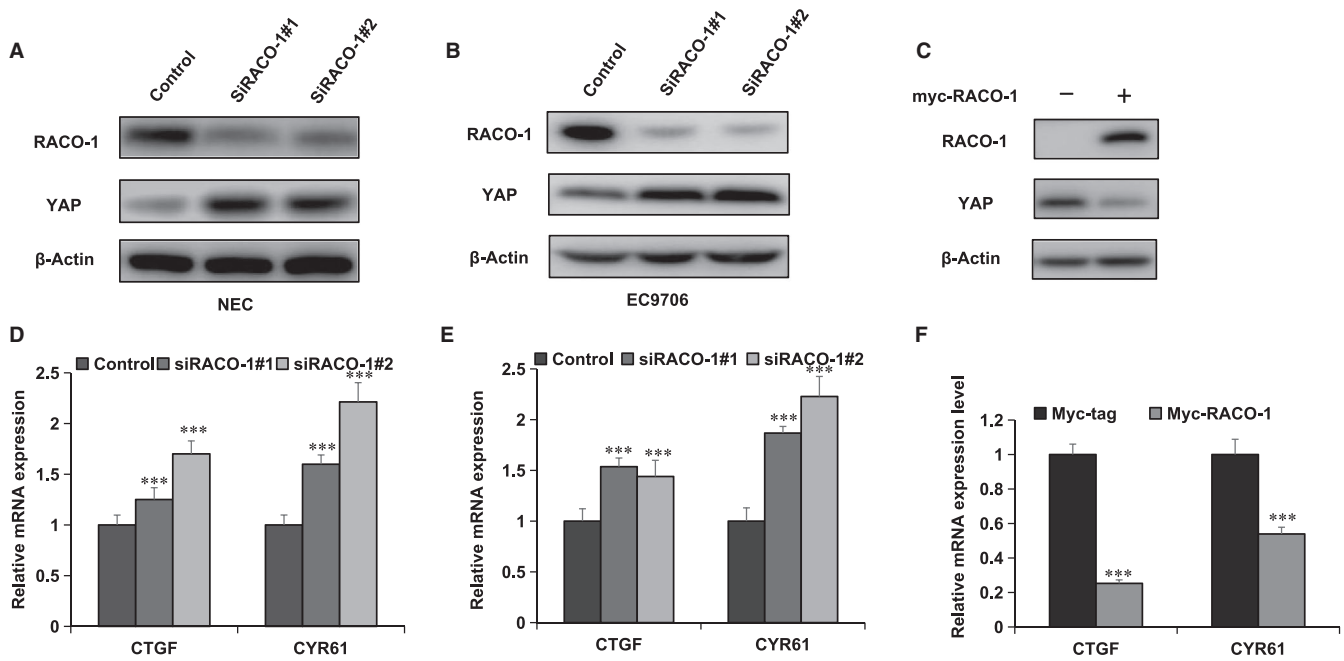 A
Control
SiRACO-1#1
SiRACO-1#2
RACO-1
YAP
β-Actin
NEC
B
Control
SiRACO-1#1
SiRACO-1#2
RACO-1
YAP
β-Actin
EC9706
C
myc-RACO-1 − +
RACO-1
YAP
β-Actin
D
Control siRACO-1#1 siRACO-1#2
Relative mRNA expression
2.5
2
1.5
1
0.5
0
***
***
***
***
CTGF CYR61
E
Control siRACO-1#1 siRACO-1#2
Relative mRNA expression
2.5
2
1.5
1
0.5
0
*** ***
***
***
CTGF CYR61
F
Myc-tag Myc-RACO-1
Relative mRNA expression level
1.2
1
0.8
0.6
0.4
0.2
0
***
***
CTGF CYR61